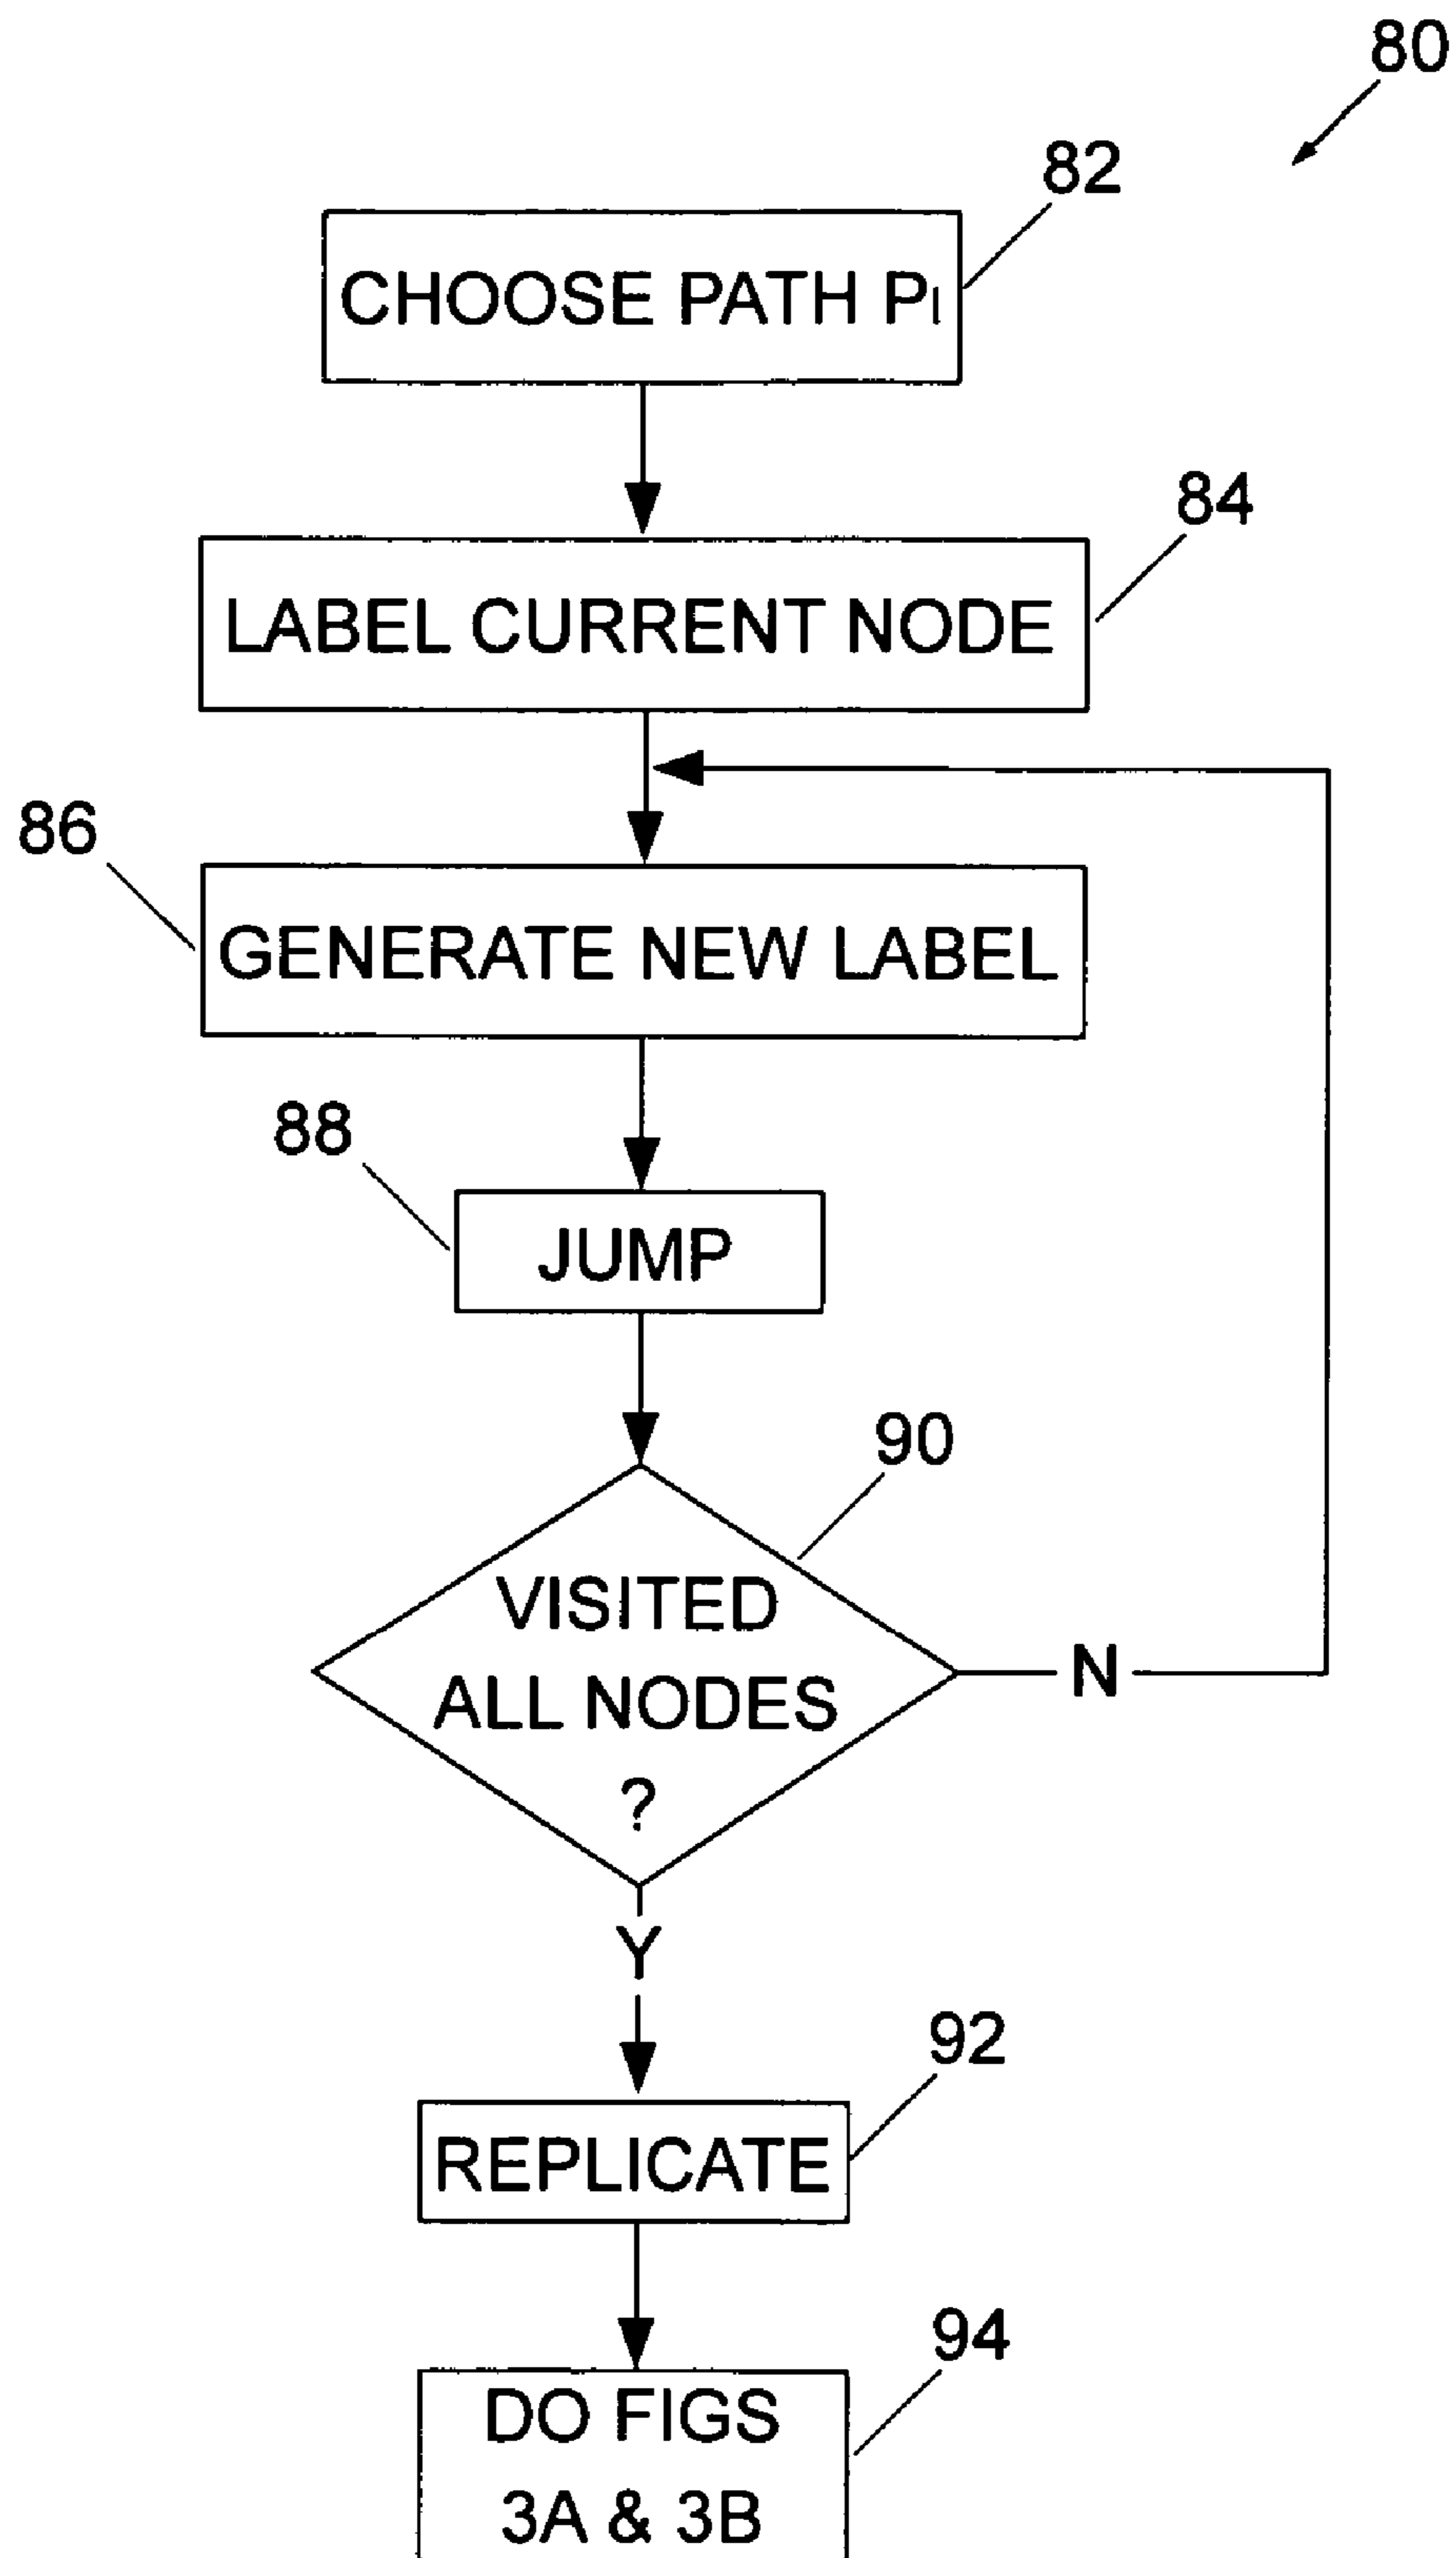 80
82
CHOOSE PATH PI
84
LABEL CURRENT NODE
86
GENERATE NEW LABEL
88
JUMP
90
VISITED
ALL NODES
?
N
Y
92
REPLICATE
94
DO FIGS
3A & 3B